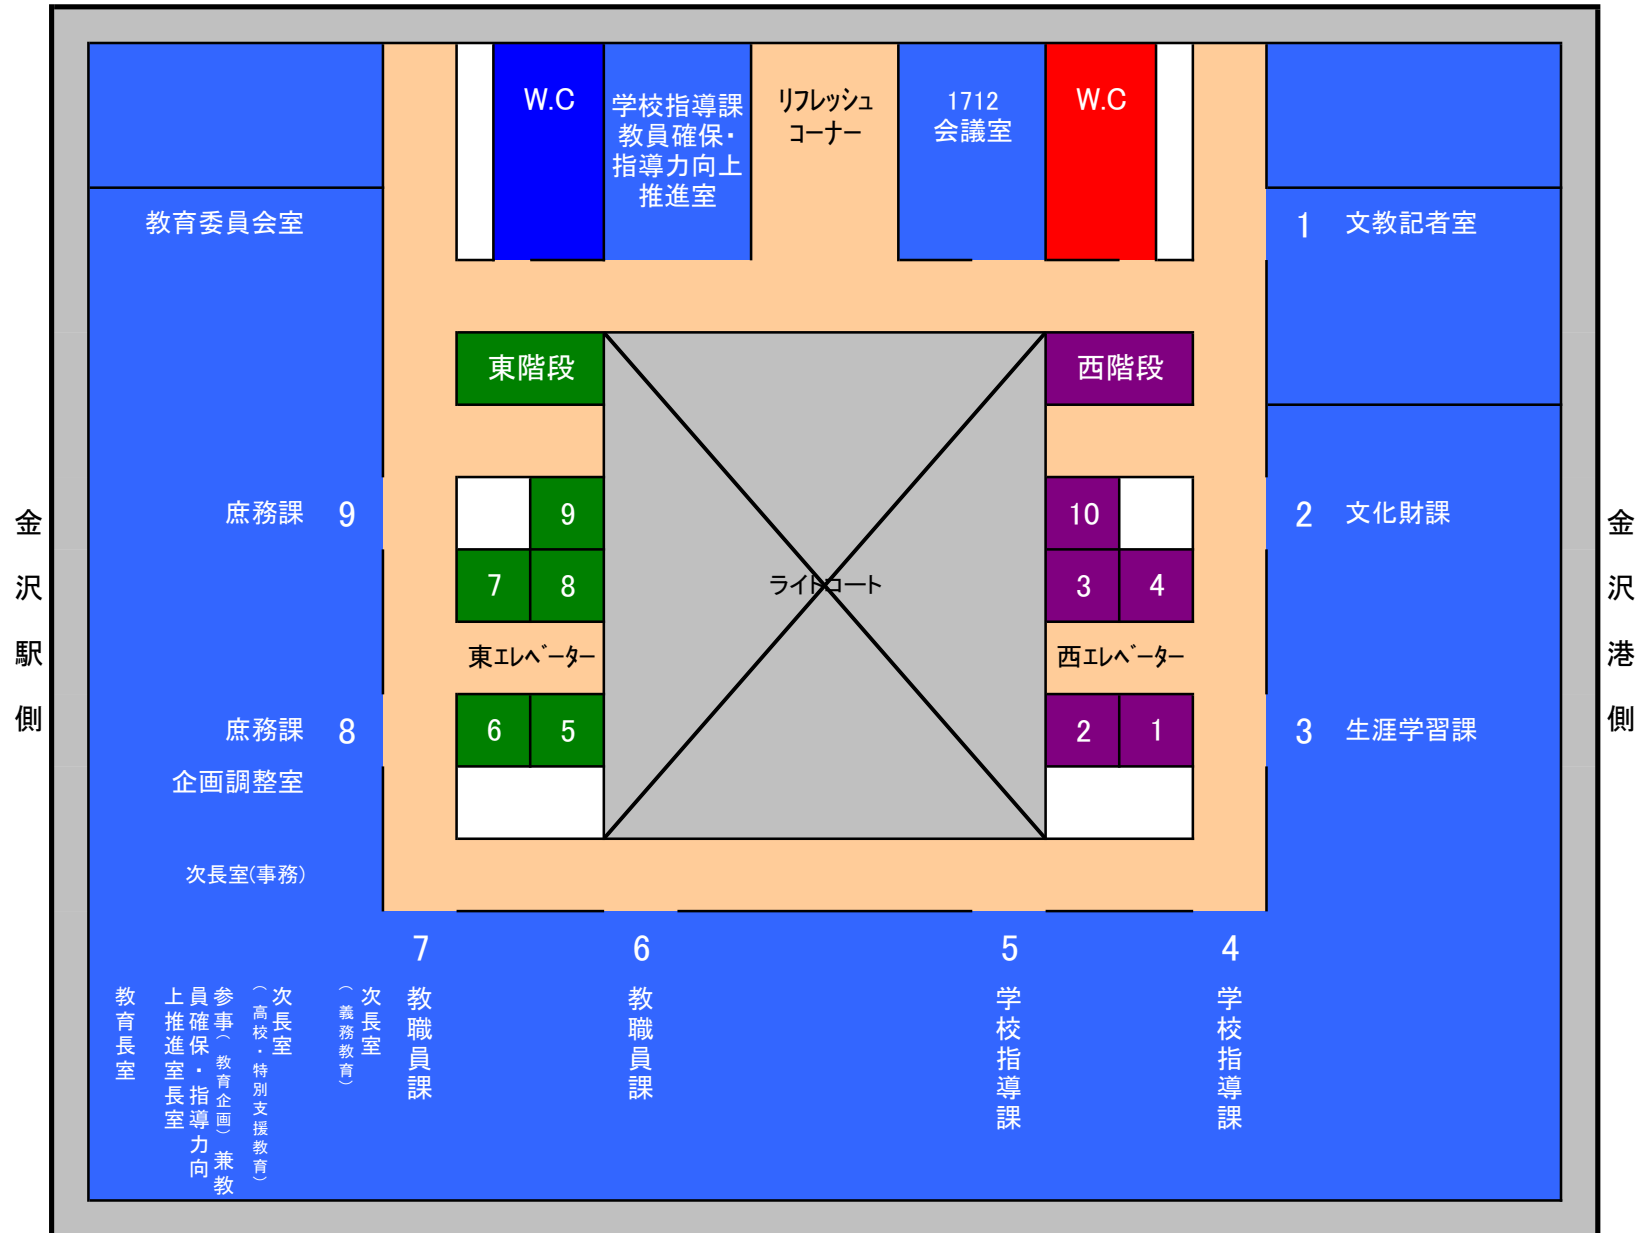 W.C
学校指導課
教員確保・
指導力向上
推進室
リフレッシュ
コーナー
1712
会議室
W.C
教育委員会室
1 文教記者室
東階段
西階段
庶務課 9
9
10
2 文化財課
7 8
ライトコート
3 4
東エレベーター
西エレベーター
庶務課 8
6 5
2 1
3 生涯学習課
企画調整室
次長室(事務)
金沢駅側
金沢港側
7
教職員課
6
教職員課
5
学校指導課
4
学校指導課
次長室
（義務教育）
次長室
（高校・特別支援教育）
参事（教育企画）兼教
員確保・指導力向
上推進室長室
教育長室